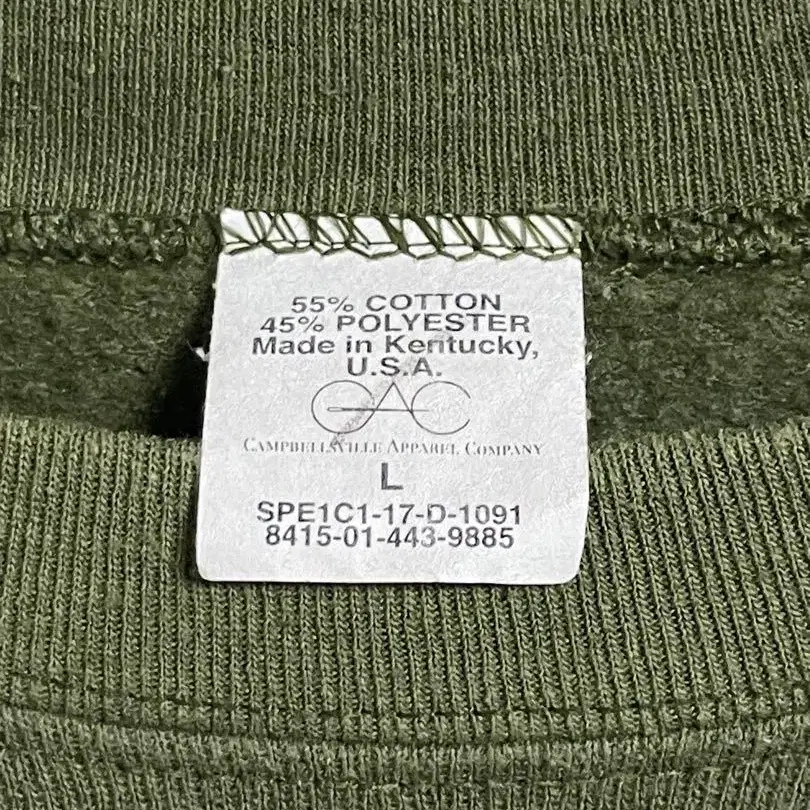 55% COTTON
45% POLYESTER
Made in Kentucky,
U.S.A.
CAC
CAMPBELLSVILLE APPAREL COMPANY
L
SPE1C1-17-D-1091
8415-01-443-9885